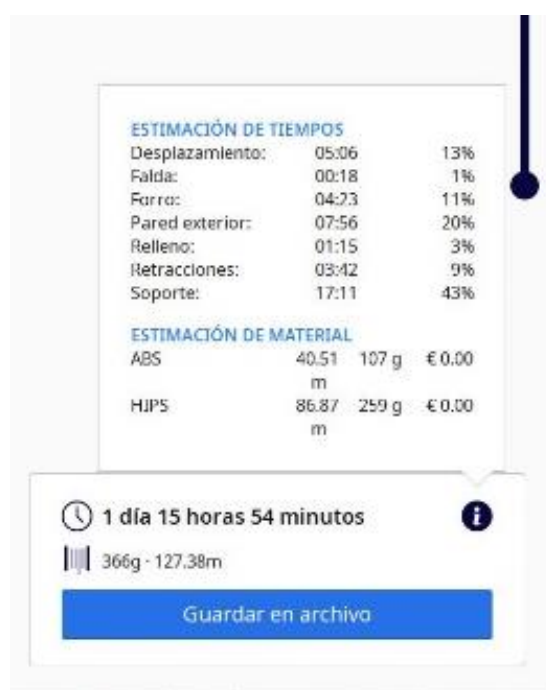 ESTIMACIÓN DE TIEMPOS
Desplazamiento: 05:06 13%
Falda: 00:18 1%
Forro: 04:23 11%
Pared exterior: 07:56 20%
Relleno: 01:15 3%
Retracciones: 03:42 9%
Soporte: 17:11 43%
ESTIMACIÓN DE MATERIAL
ABS 40.51 107 g € 0.00
m
HIPS 86.87 259 g € 0.00
m
1 día 15 horas 54 minutos
366g · 127.38m
Guardar en archivo